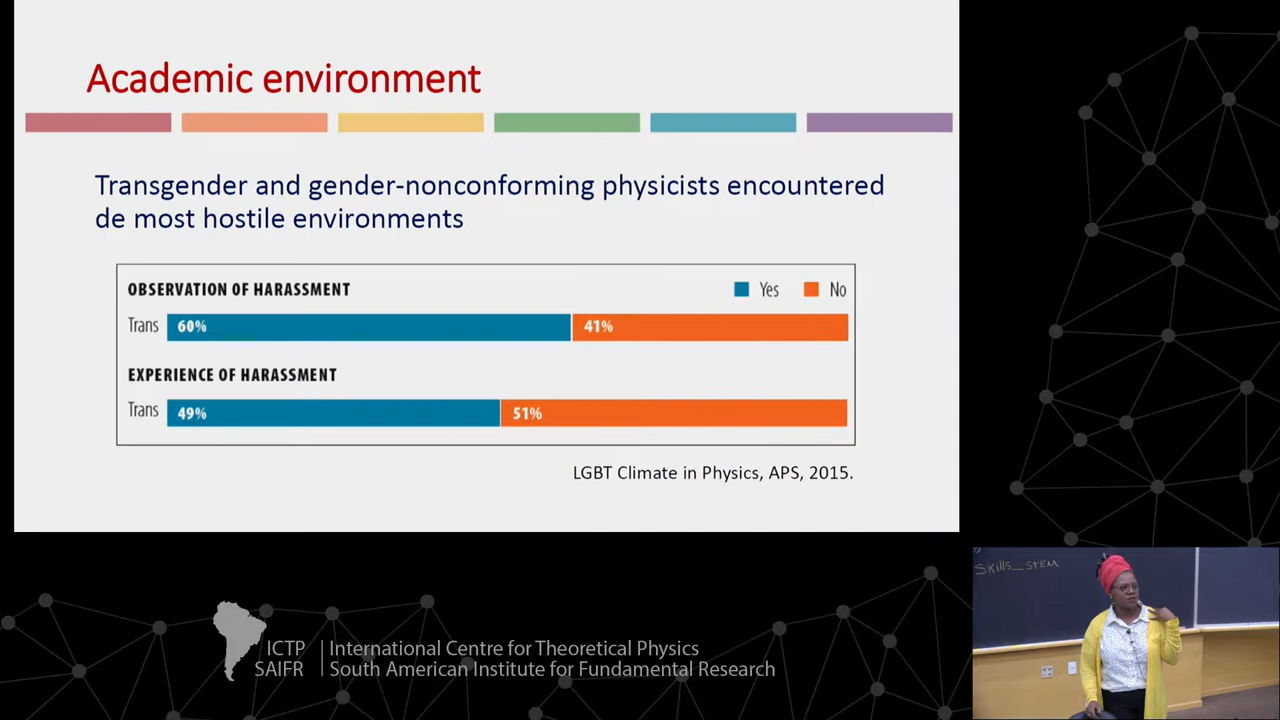 Academic environment
Transgender and gender-nonconforming physicists encountered
de most hostile environments
OBSERVATION OF HARASSMENT
Yes
No
Trans
60%
41%
EXPERIENCE OF HARASSMENT
Trans
49%
51%
LGBT Climate in Physics, APS, 2015.
Skills_STEM
ICTP
SAIFR
International Centre for Theoretical Physics
South American Institute for Fundamental Research